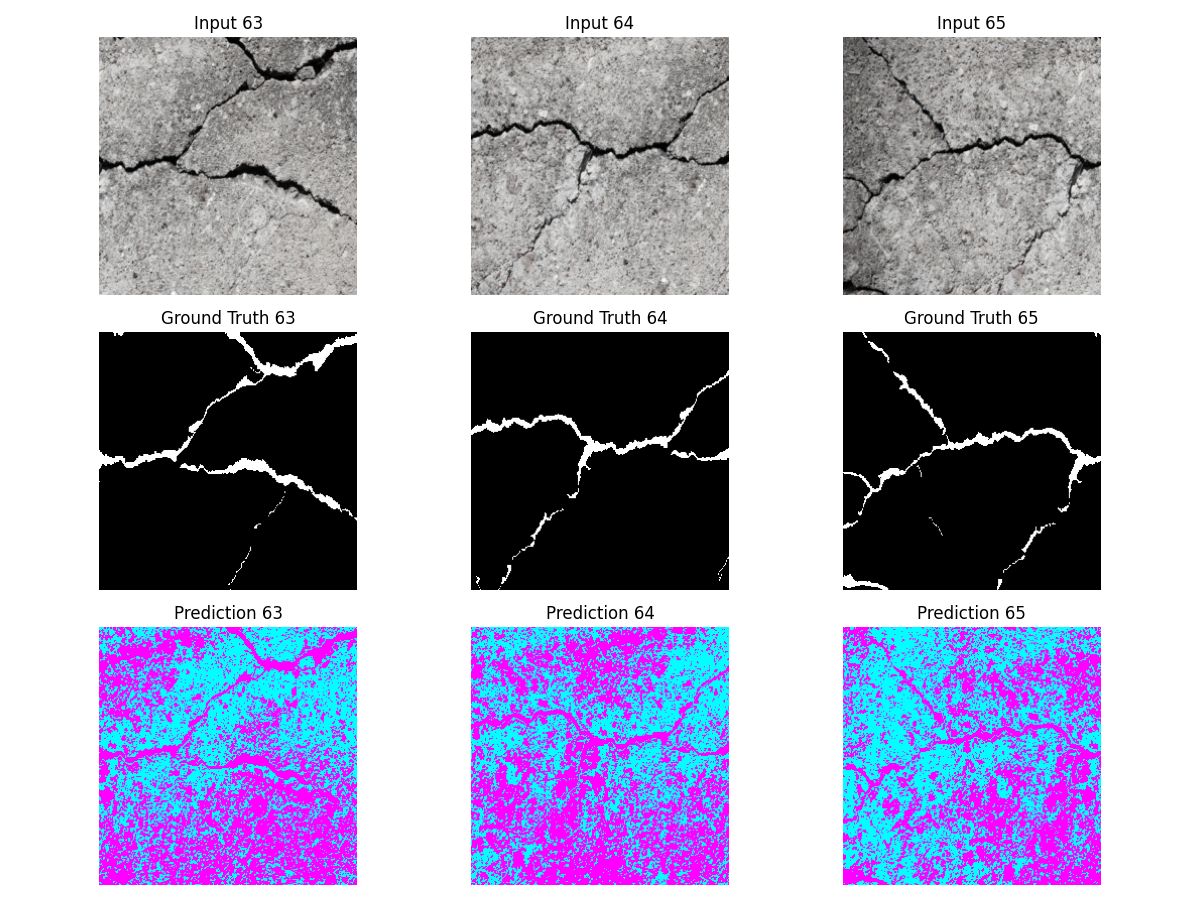 Input 63
Input 64
Input 65
Ground Truth 63
Ground Truth 64
Ground Truth 65
Prediction 63
Prediction 64
Prediction 65